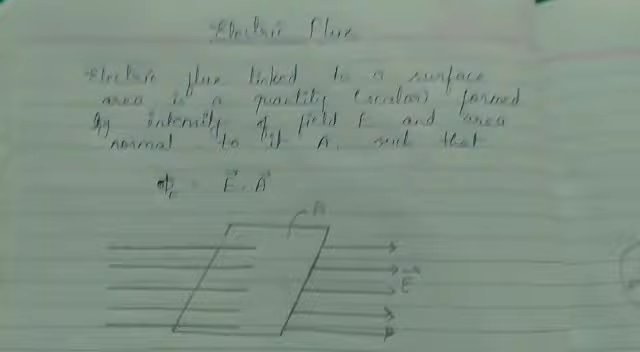 Electric Flux
Electric flux linked to a surface
area is a quantity (scalar) formed
by intensity of field E and area
normal to it A, such that
ϕE = E⃗ . A⃗
A
E⃗